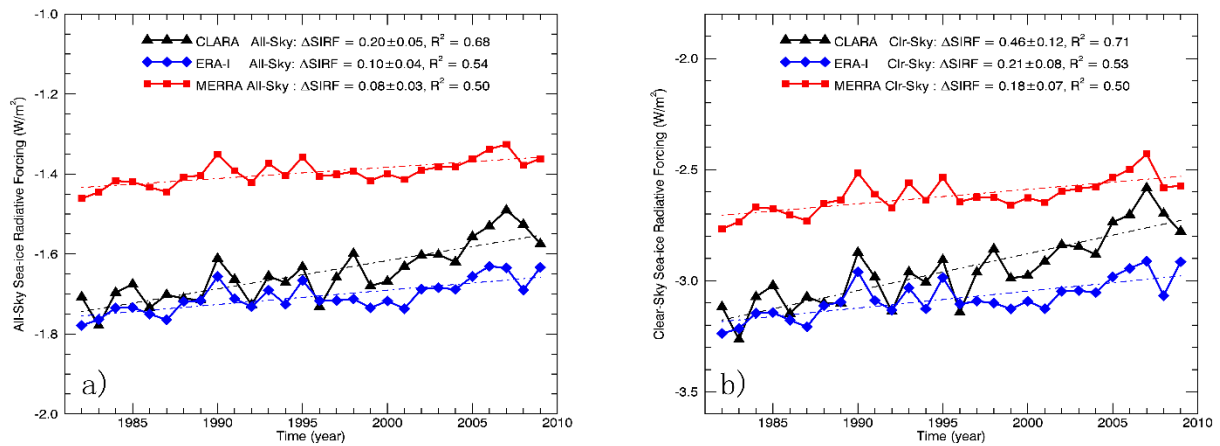 CLARA All-Sky: ΔSIRF = 0.20±0.05, R² = 0.68
ERA-I All-Sky: ΔSIRF = 0.10±0.04, R² = 0.54
MERRA All-Sky : ΔSIRF = 0.08±0.03, R² = 0.50
All-Sky Sea-ice Radiative Forcing (W/m²)
-1.0
-1.2
-1.4
-1.6
-1.8
-2.0
a)
1985 1990 1995 2000 2005 2010
Time (year)
CLARA Clr-Sky: ΔSIRF = 0.46±0.12, R² = 0.71
ERA-I Clr-Sky: ΔSIRF = 0.21±0.08, R² = 0.53
MERRA Clr-Sky : ΔSIRF = 0.18±0.07, R² = 0.50
Clear-Sky Sea-ice Radiative Forcing (W/m²)
-2.0
-2.5
-3.0
-3.5
b)
1985 1990 1995 2000 2005 2010
Time (year)